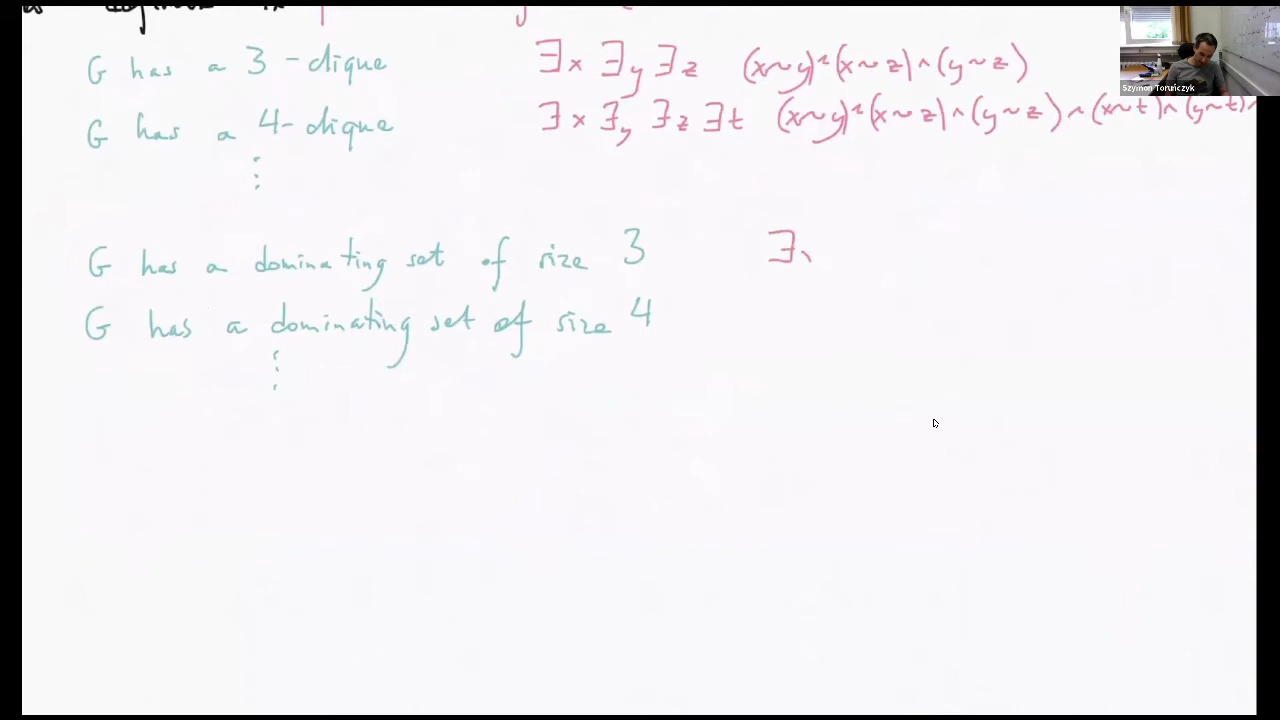 G has a 3-clique ∃x ∃y ∃z (x~y)∧(x~z)∧(y~z)
Szymon Toruńczyk
G has a 4-clique ∃x ∃y ∃z ∃t (x~y)∧(x~z)∧(y~z)∧(x~t)∧(y~t)∧
⋮
G has a dominating set of size 3 ∃
G has a dominating set of size 4
⋮